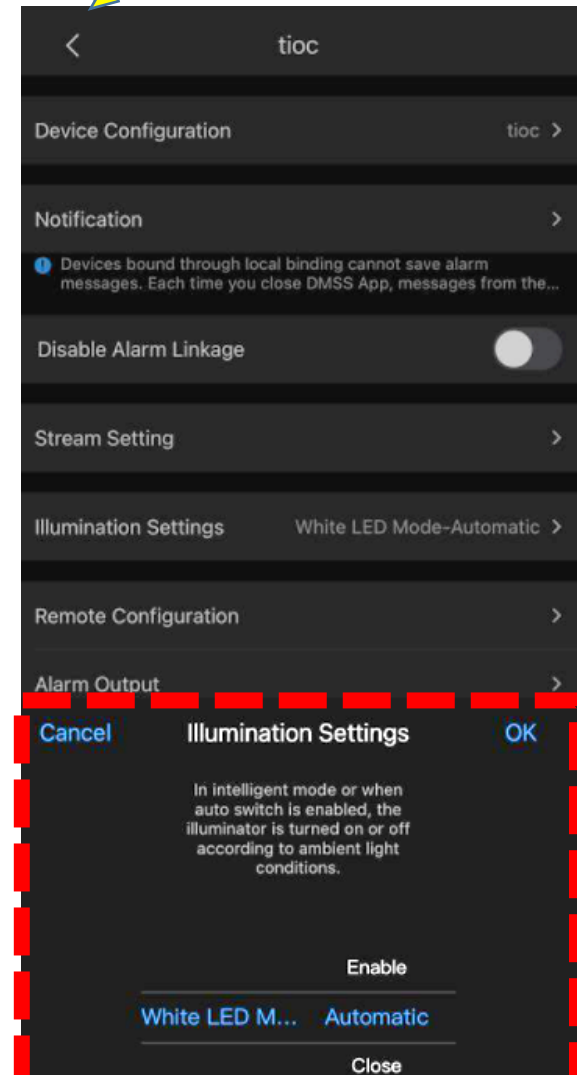 tioc
Device Configuration tioc
Notification
Devices bound through local binding cannot save alarm
messages. Each time you close DMSS App, messages from the...
Disable Alarm Linkage
Stream Setting
Illumination Settings White LED Mode-Automatic
Remote Configuration
Alarm Output
Cancel Illumination Settings OK
In intelligent mode or when
auto switch is enabled, the
illuminator is turned on or off
according to ambient light
conditions.
Enable
White LED M... Automatic
Close